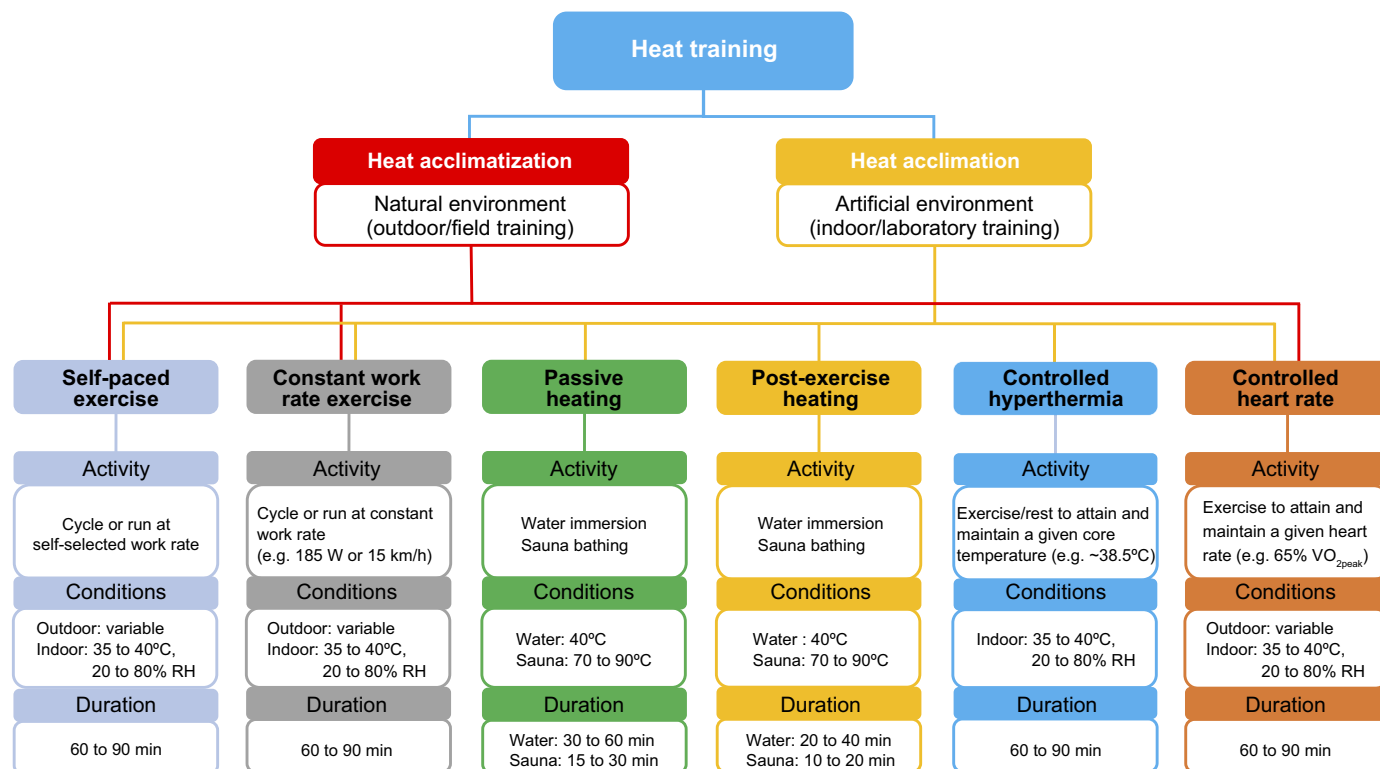 Heat training
Heat acclimatization
Natural environment
(outdoor/field training)
Heat acclimation
Artificial environment
(indoor/laboratory training)
Self-paced
exercise
Activity
Cycle or run at
self-selected work rate
Conditions
Outdoor: variable
Indoor: 35 to 40ºC,
20 to 80% RH
Duration
60 to 90 min
Constant work
rate exercise
Activity
Cycle or run at constant
work rate
(e.g. 185 W or 15 km/h)
Conditions
Outdoor: variable
Indoor: 35 to 40ºC,
20 to 80% RH
Duration
60 to 90 min
Passive
heating
Activity
Water immersion
Sauna bathing
Conditions
Water: 40ºC
Sauna: 70 to 90ºC
Duration
Water: 30 to 60 min
Sauna: 15 to 30 min
Post-exercise
heating
Activity
Water immersion
Sauna bathing
Conditions
Water : 40ºC
Sauna: 70 to 90ºC
Duration
Water: 20 to 40 min
Sauna: 10 to 20 min
Controlled
hyperthermia
Activity
Exercise/rest to attain and
maintain a given core
temperature (e.g. ~38.5ºC)
Conditions
Indoor: 35 to 40ºC,
20 to 80% RH
Duration
60 to 90 min
Controlled
heart rate
Activity
Exercise to attain and
maintain a given heart
rate (e.g. 65% VO2peak)
Conditions
Outdoor: variable
Indoor: 35 to 40ºC,
20 to 80% RH
Duration
60 to 90 min